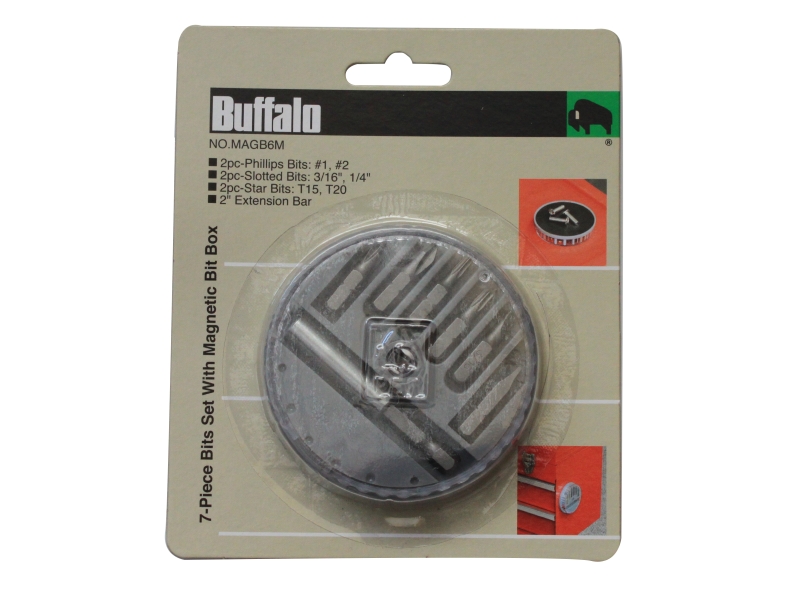 Buffalo
NO.MAGB6M
■ 2pc-Phillips Bits: #1, #2
■ 2pc-Slotted Bits: 3/16", 1/4"
■ 2pc-Star Bits: T15, T20
■ 2" Extension Bar
®
7-Piece Bits Set With Magnetic Bit Box